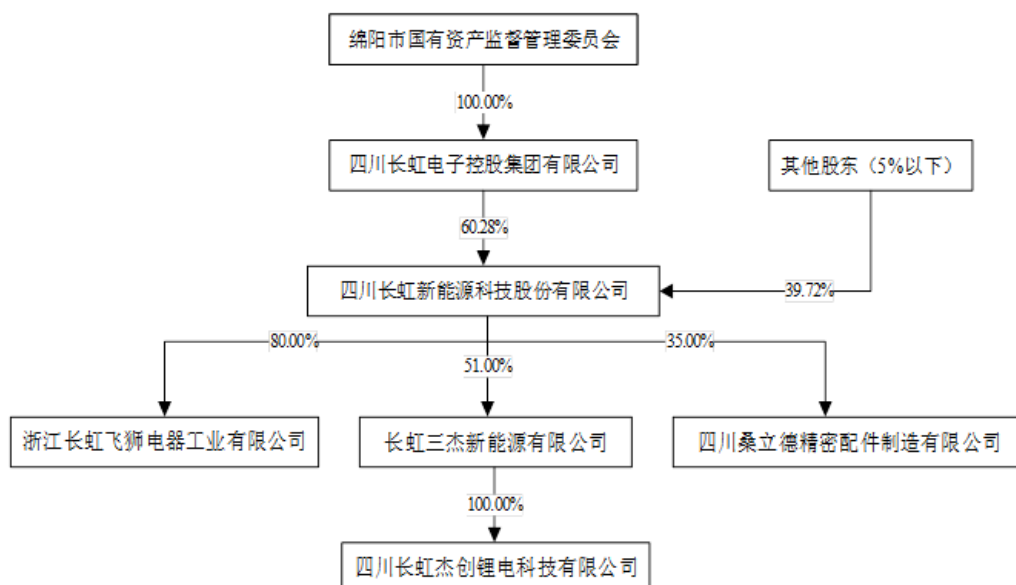 绵阳市国有资产监督管理委员会
100.00%
四川长虹电子控股集团有限公司
其他股东（5%以下）
60.28%
四川长虹新能源科技股份有限公司
39.72%
80.00%
51.00%
35.00%
浙江长虹飞狮电器工业有限公司
长虹三杰新能源有限公司
四川桑立德精密配件制造有限公司
100.00%
四川长虹杰创锂电科技有限公司